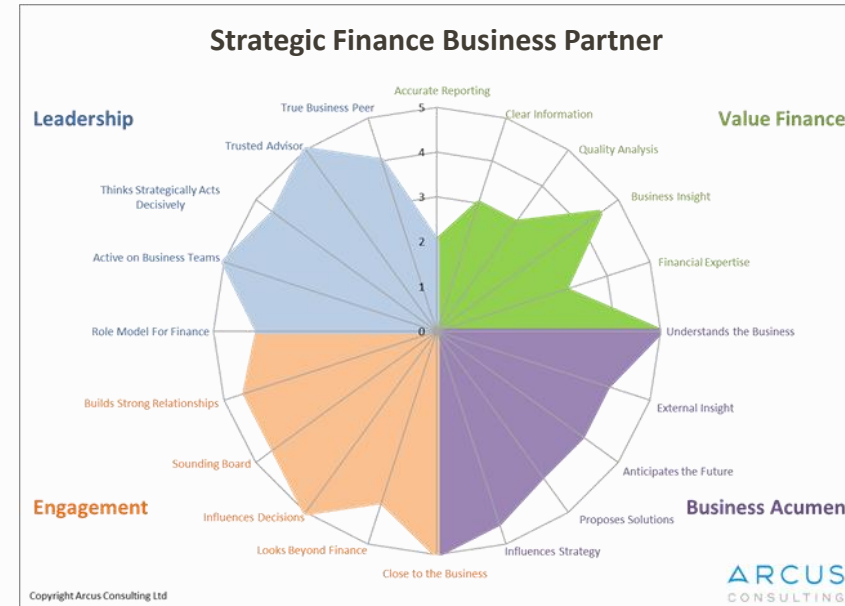 Strategic Finance Business Partner
Leadership
Value Finance
Accurate Reporting
Clear Information
Quality Analysis
Business Insight
Financial Expertise
Understands the Business
External Insight
Anticipates the Future
Proposes Solutions
Business Acumen
Influences Strategy
Close to the Business
Looks Beyond Finance
Influences Decisions
Engagement
Sounding Board
Builds Strong Relationships
Role Model For Finance
Active on Business Teams
Thinks Strategically Acts
Decisively
Trusted Advisor
True Business Peer
5
4
3
2
1
0
Copyright Arcus Consulting Ltd
ARCUS
CONSULTING